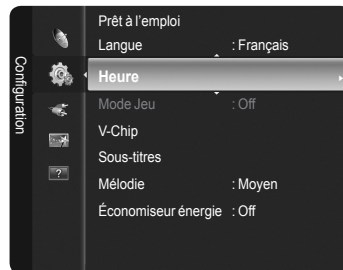 Configuration
Prêt à l'emploi
Langue : Français
Heure
Mode Jeu : Off
V-Chip
Sous-titres
Mélodie : Moyen
Économiseur énergie : Off
?